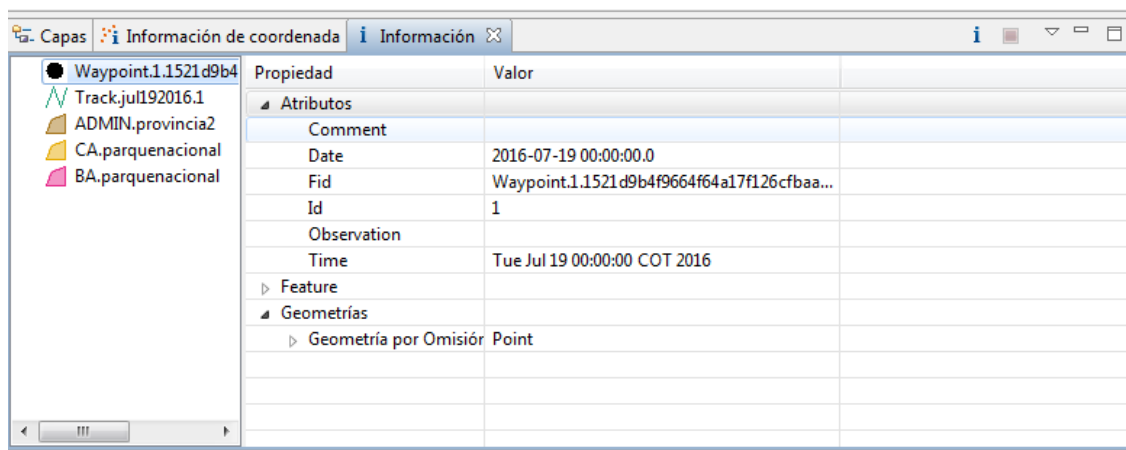 Capas Información de coordenada Información
Waypoint.1.1521d9b4
Track.jul192016.1
ADMIN.provincia2
CA.parquenacional
BA.parquenacional
Propiedad Valor
Atributos
Comment
Date 2016-07-19 00:00:00.0
Fid Waypoint.1.1521d9b4f9664f64a17f126cfbaa...
Id 1
Observation
Time Tue Jul 19 00:00:00 COT 2016
Feature
Geometrías
Geometría por Omisión Point